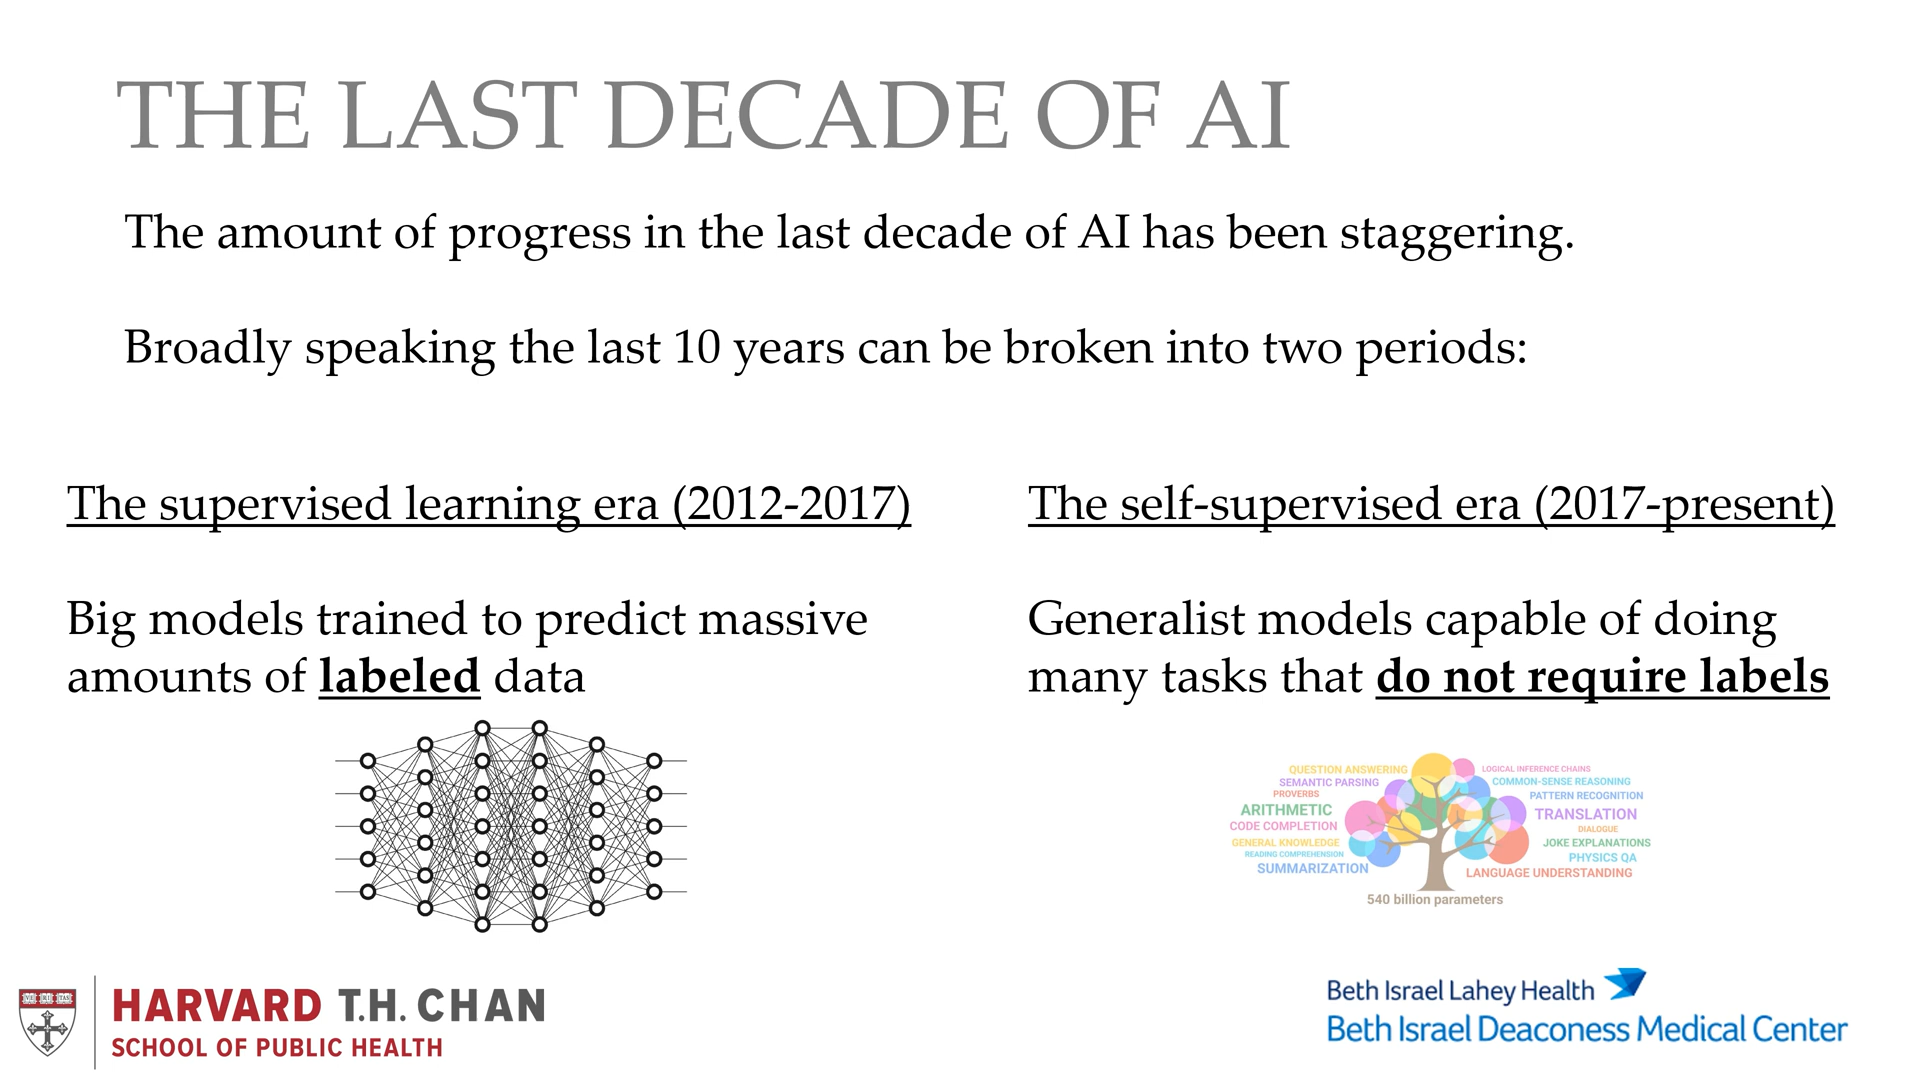 THE LAST DECADE OF AI
The amount of progress in the last decade of AI has been staggering.
Broadly speaking the last 10 years can be broken into two periods:
The supervised learning era (2012-2017)
Big models trained to predict massive
amounts of labeled data
The self-supervised era (2017-present)
Generalist models capable of doing
many tasks that do not require labels
QUESTION ANSWERING
SEMANTIC PARSING
PROVERBS
ARITHMETIC
CODE COMPLETION
GENERAL KNOWLEDGE
READING COMPREHENSION
SUMMARIZATION
LOGICAL INFERENCE CHAINS
COMMON-SENSE REASONING
PATTERN RECOGNITION
TRANSLATION
DIALOGUE
JOKE EXPLANATIONS
PHYSICS QA
LANGUAGE UNDERSTANDING
540 billion parameters
VE RI TAS
HARVARD T.H. CHAN
SCHOOL OF PUBLIC HEALTH
Beth Israel Lahey Health
Beth Israel Deaconess Medical Center